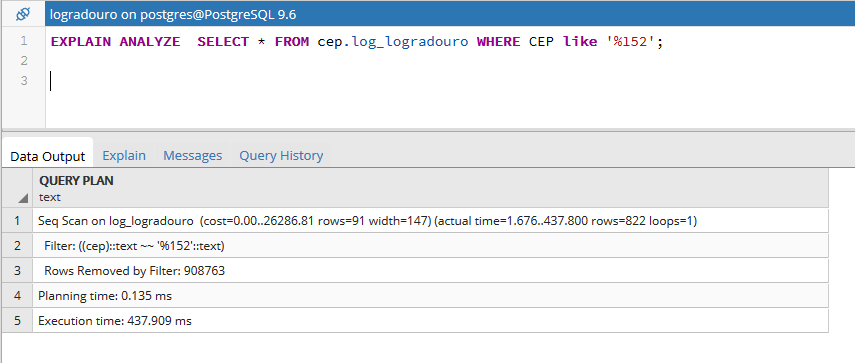 logradouro on postgres@PostgreSQL 9.6
1 EXPLAIN ANALYZE  SELECT * FROM cep.log_logradouro WHERE CEP like '%152';
2
3
Data Output Explain Messages Query History
QUERY PLAN
text
1 Seq Scan on log_logradouro (cost=0.00..26286.81 rows=91 width=147) (actual time=1.676..437.800 rows=822 loops=1)
2 Filter: ((cep)::text ~~ '%152'::text)
3 Rows Removed by Filter: 908763
4 Planning time: 0.135 ms
5 Execution time: 437.909 ms